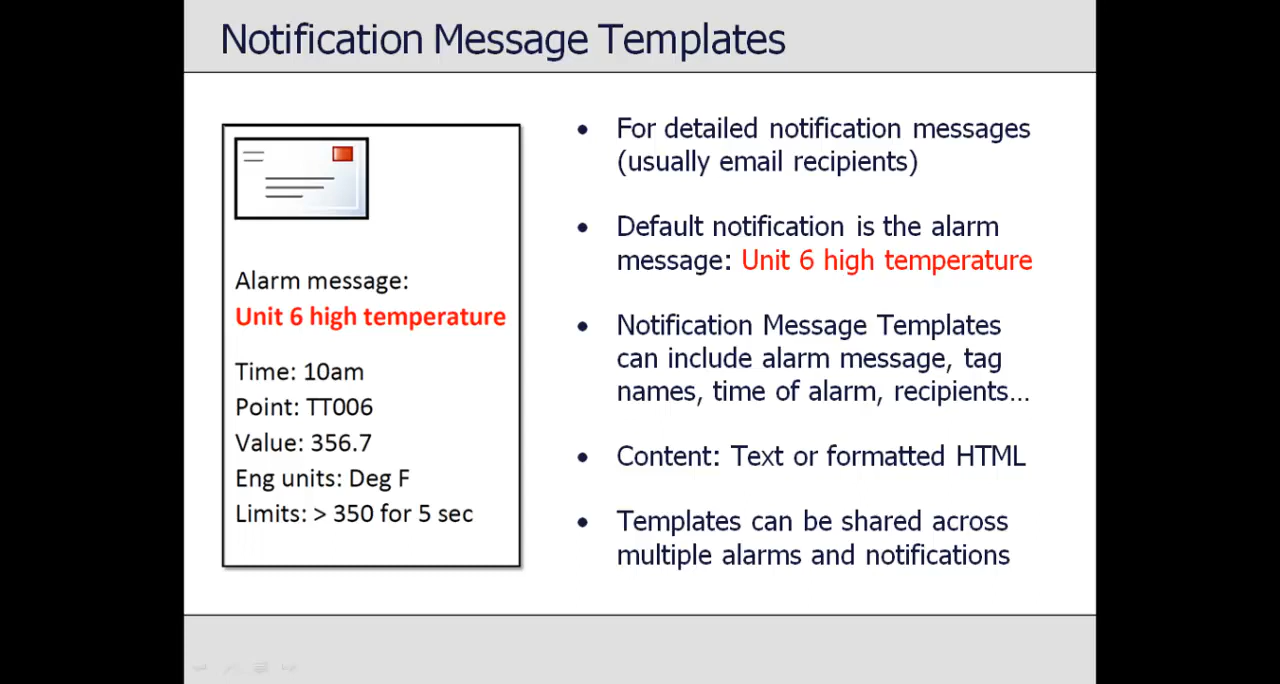 Notification Message Templates
Alarm message:
Unit 6 high temperature
Time: 10am
Point: TT006
Value: 356.7
Eng units: Deg F
Limits: > 350 for 5 sec
• For detailed notification messages
(usually email recipients)
• Default notification is the alarm
message: Unit 6 high temperature
• Notification Message Templates
can include alarm message, tag
names, time of alarm, recipients...
• Content: Text or formatted HTML
• Templates can be shared across
multiple alarms and notifications